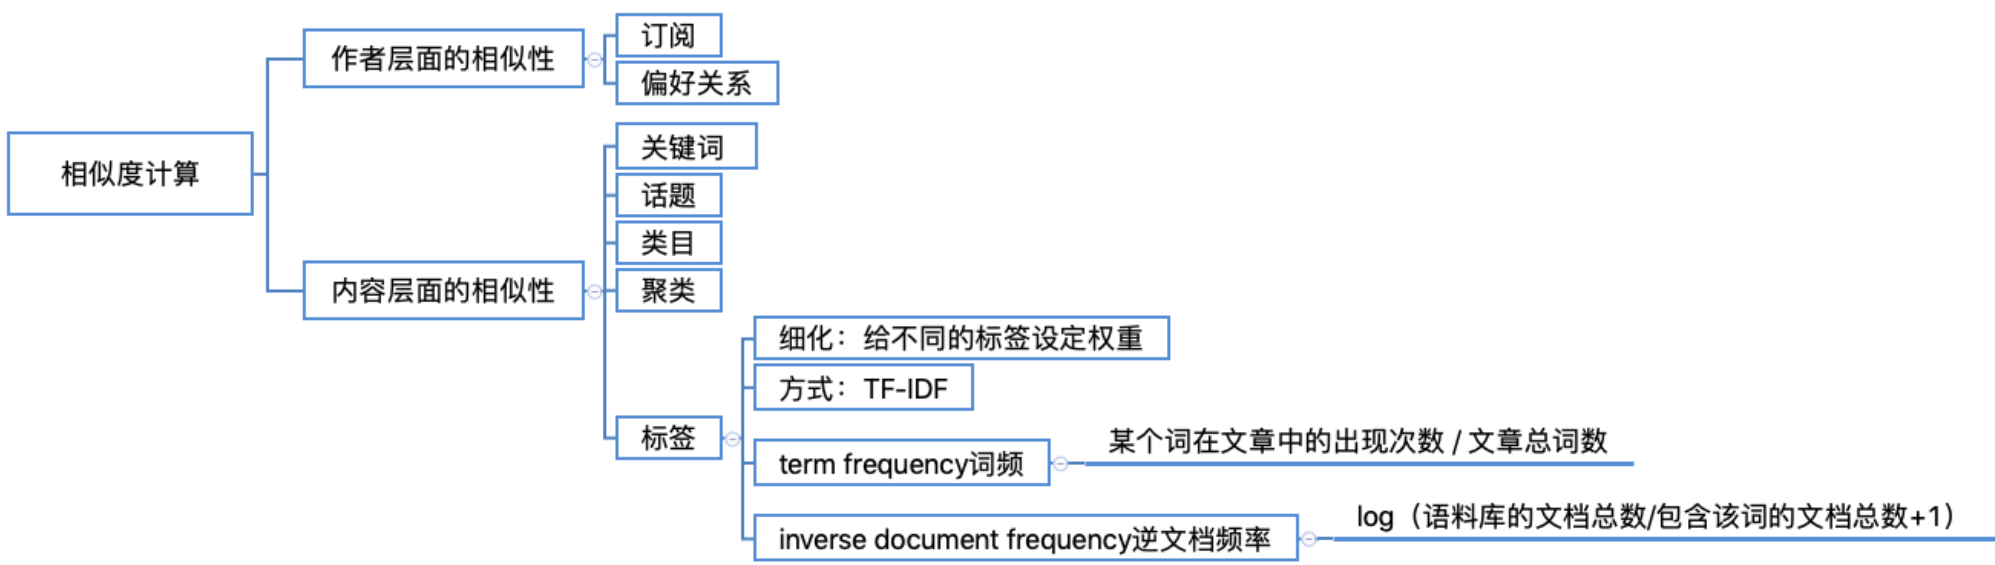 相似度计算
作者层面的相似性
订阅
偏好关系
内容层面的相似性
关键词
话题
类目
聚类
标签
细化：给不同的标签设定权重
方式：TF-IDF
term frequency词频
某个词在文章中的出现次数 / 文章总词数
inverse document frequency逆文档频率
log（语料库的文档总数/包含该词的文档总数+1）